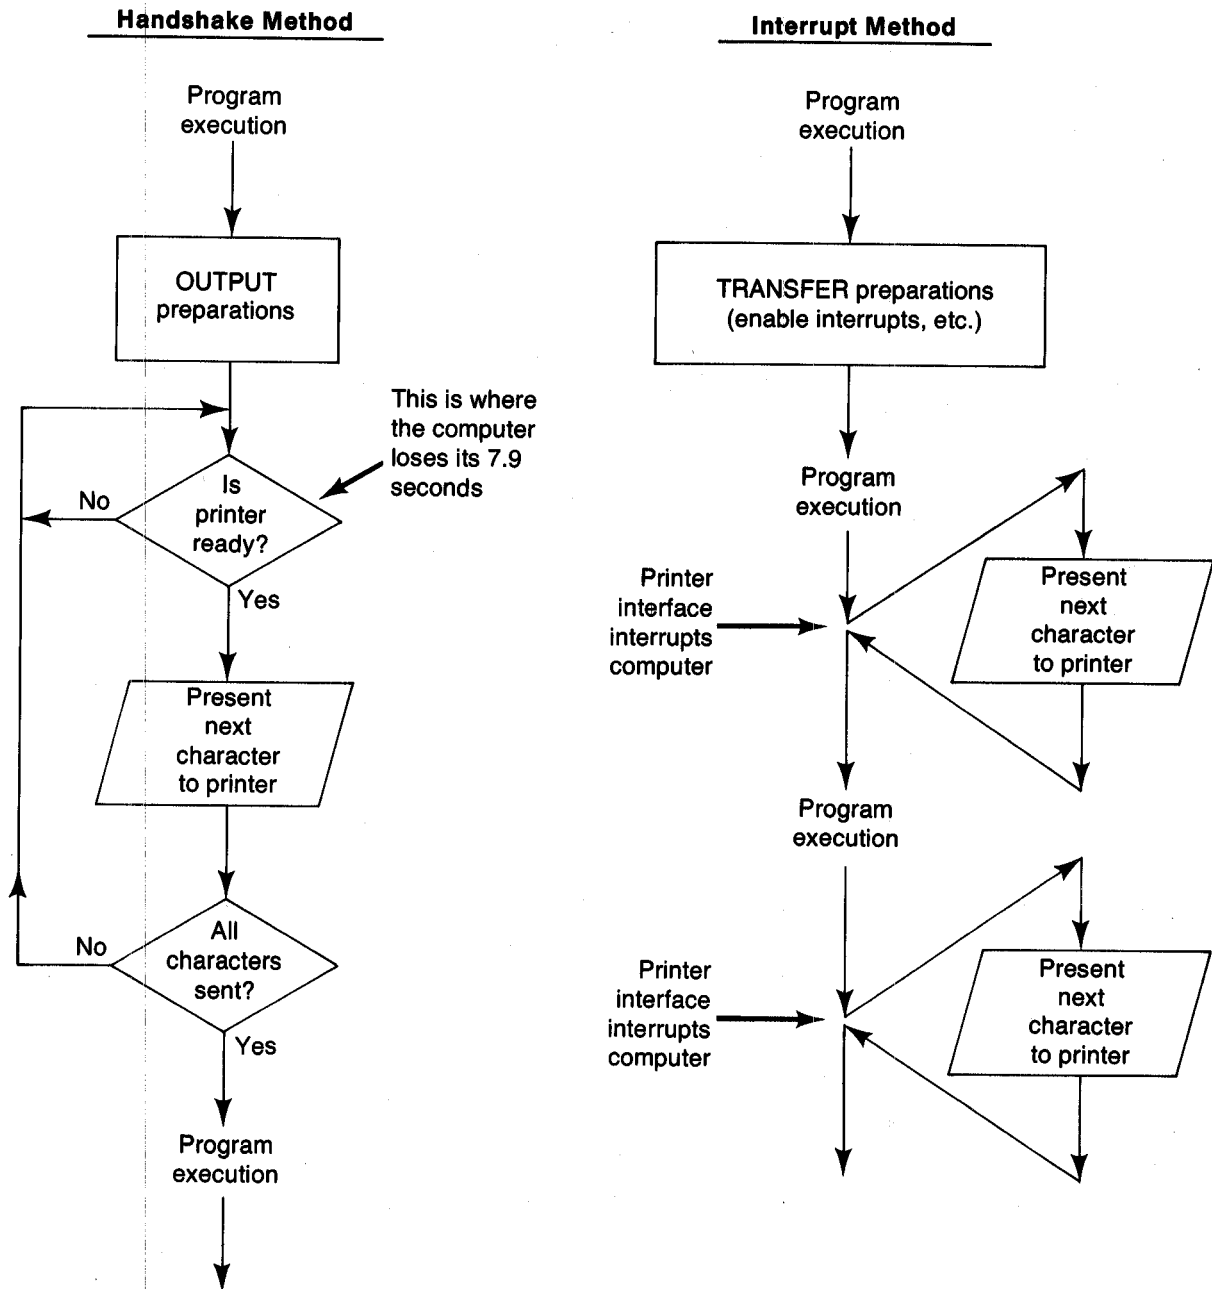 Handshake Method
Program
execution
OUTPUT
preparations
This is where
the computer
loses its 7.9
seconds
Is
printer
ready?
No
Yes
Present
next
character
to printer
All
characters
sent?
No
Yes
Program
execution
Interrupt Method
Program
execution
TRANSFER preparations
(enable interrupts, etc.)
Program
execution
Printer
interface
interrupts
computer
Present
next
character
to printer
Program
execution
Printer
interface
interrupts
computer
Present
next
character
to printer